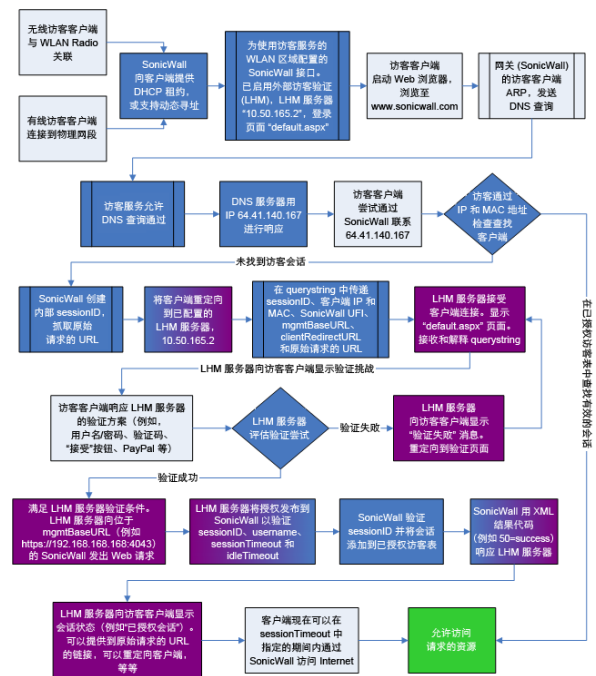 无线访客客户端
与 WLAN Radio
关联
有线访客客户端
连接到物理网段
SonicWall
向客户端提供
DHCP 租约,
或支持动态寻址
为使用访客服务的
WLAN 区域配置的
SonicWall 接口。
已启用外部访客验证
(LHM), LHM 服务器
“10.50.165.2”, 登录
页面 “default.aspx”
访客客户端
启动 Web 浏览器,
浏览至
www.sonicwall.com
网关 (SonicWall)
的访客客户端
ARP, 发送
DNS 查询
访客服务允许
DNS 查询通过
DNS 服务器用
IP 64.41.140.167
进行响应
访客客户端
尝试通过
SonicWall 联系
64.41.140.167
访客通过
IP 和 MAC 地址
检查查找
客户端
未找到访客会话
在已授权访客表中查找有效的会话
SonicWall 创建
内部 sessionID,
抓取原始
请求的 URL
将客户端重定向
到已配置的
LHM 服务器,
10.50.165.2
在 querystring 中传递
sessionID、客户端 IP 和
MAC、SonicWall UFI、
mgmtBaseURL、
clientRedirectURL
和原始请求的 URL
LHM 服务器接受
客户端连接。显示
“default.aspx” 页面。
接收和解释 querystring
LHM 服务器向访客客户端显示验证挑战
访客客户端响应 LHM 服务器
的验证方案（例如,
用户名/密码、验证码、
“接受”按钮、PayPal 等）
LHM 服务器
评估验证尝试
验证失败
LHM 服务器
向访客客户端显示
“验证失败” 消息。
重定向到验证页面
验证成功
满足 LHM 服务器验证条件。
LHM 服务器向位于
mgmtBaseURL（例如
https://192.168.168.168:4043）
的 SonicWall 发出 Web 请求
LHM 服务器将授权发布到
SonicWall 以验证
sessionID、username、
sessionTimeout 和
idleTimeout
SonicWall 验证
sessionID 并将会话
添加到已授权访客表
SonicWall 用 XML
结果代码
（例如 50=success）
响应 LHM 服务器
LHM 服务器向访客客户端显示
会话状态（例如“已授权会话”）。
可以提供到原始请求的 URL
的链接, 可以重定向客户端,
等等
客户端现在可以在
sessionTimeout 中
指定的期间内通过
SonicWall 访问 Internet
允许访问
请求的资源